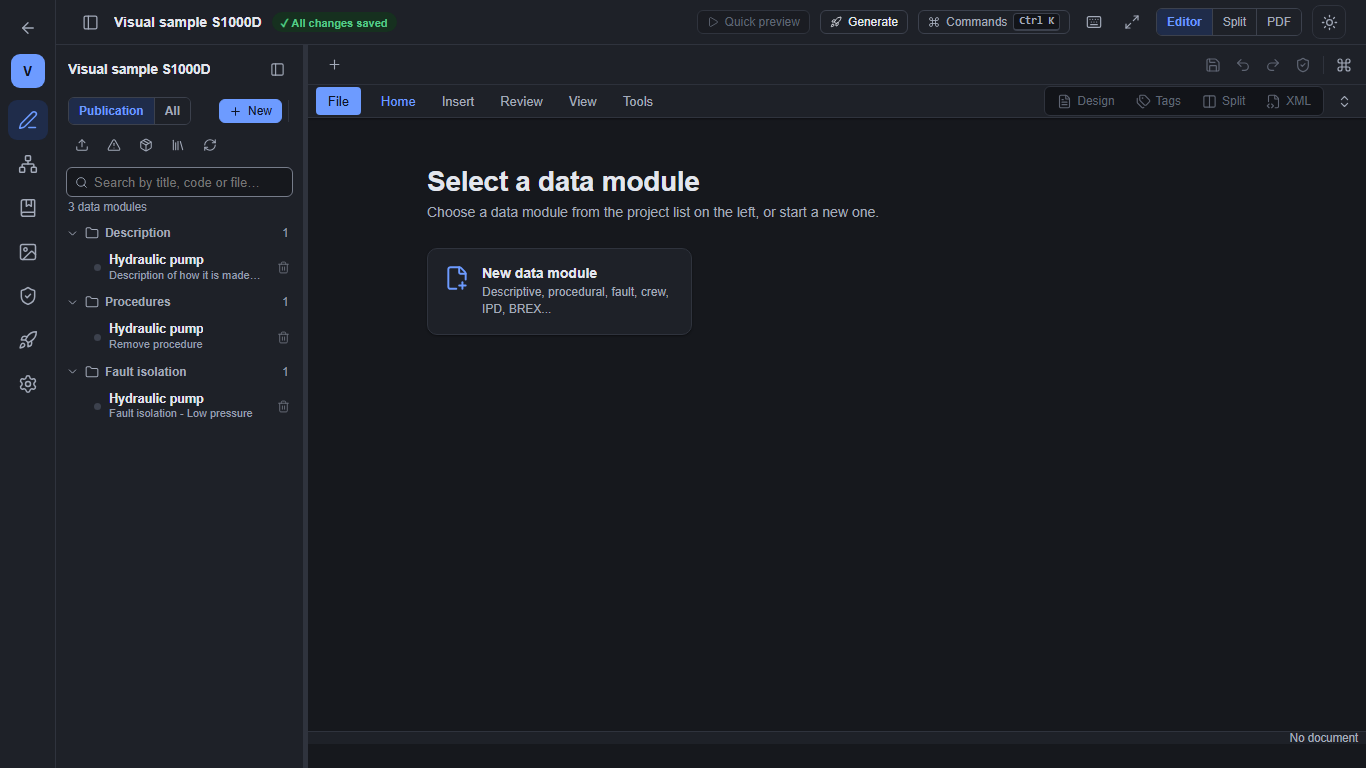 Visual sample S1000D
✓ All changes saved
Quick preview
Generate
Commands Ctrl K
Editor
Split
PDF
V
Visual sample S1000D
Publication
All
+ New
Search by title, code or file...
3 data modules
Description 1
Hydraulic pump
Description of how it is made...
Procedures 1
Hydraulic pump
Remove procedure
Fault isolation 1
Hydraulic pump
Fault isolation - Low pressure
File
Home
Insert
Review
View
Tools
Design
Tags
Split
XML
Select a data module
Choose a data module from the project list on the left, or start a new one.
New data module
Descriptive, procedural, fault, crew,
IPD, BREX...
No document